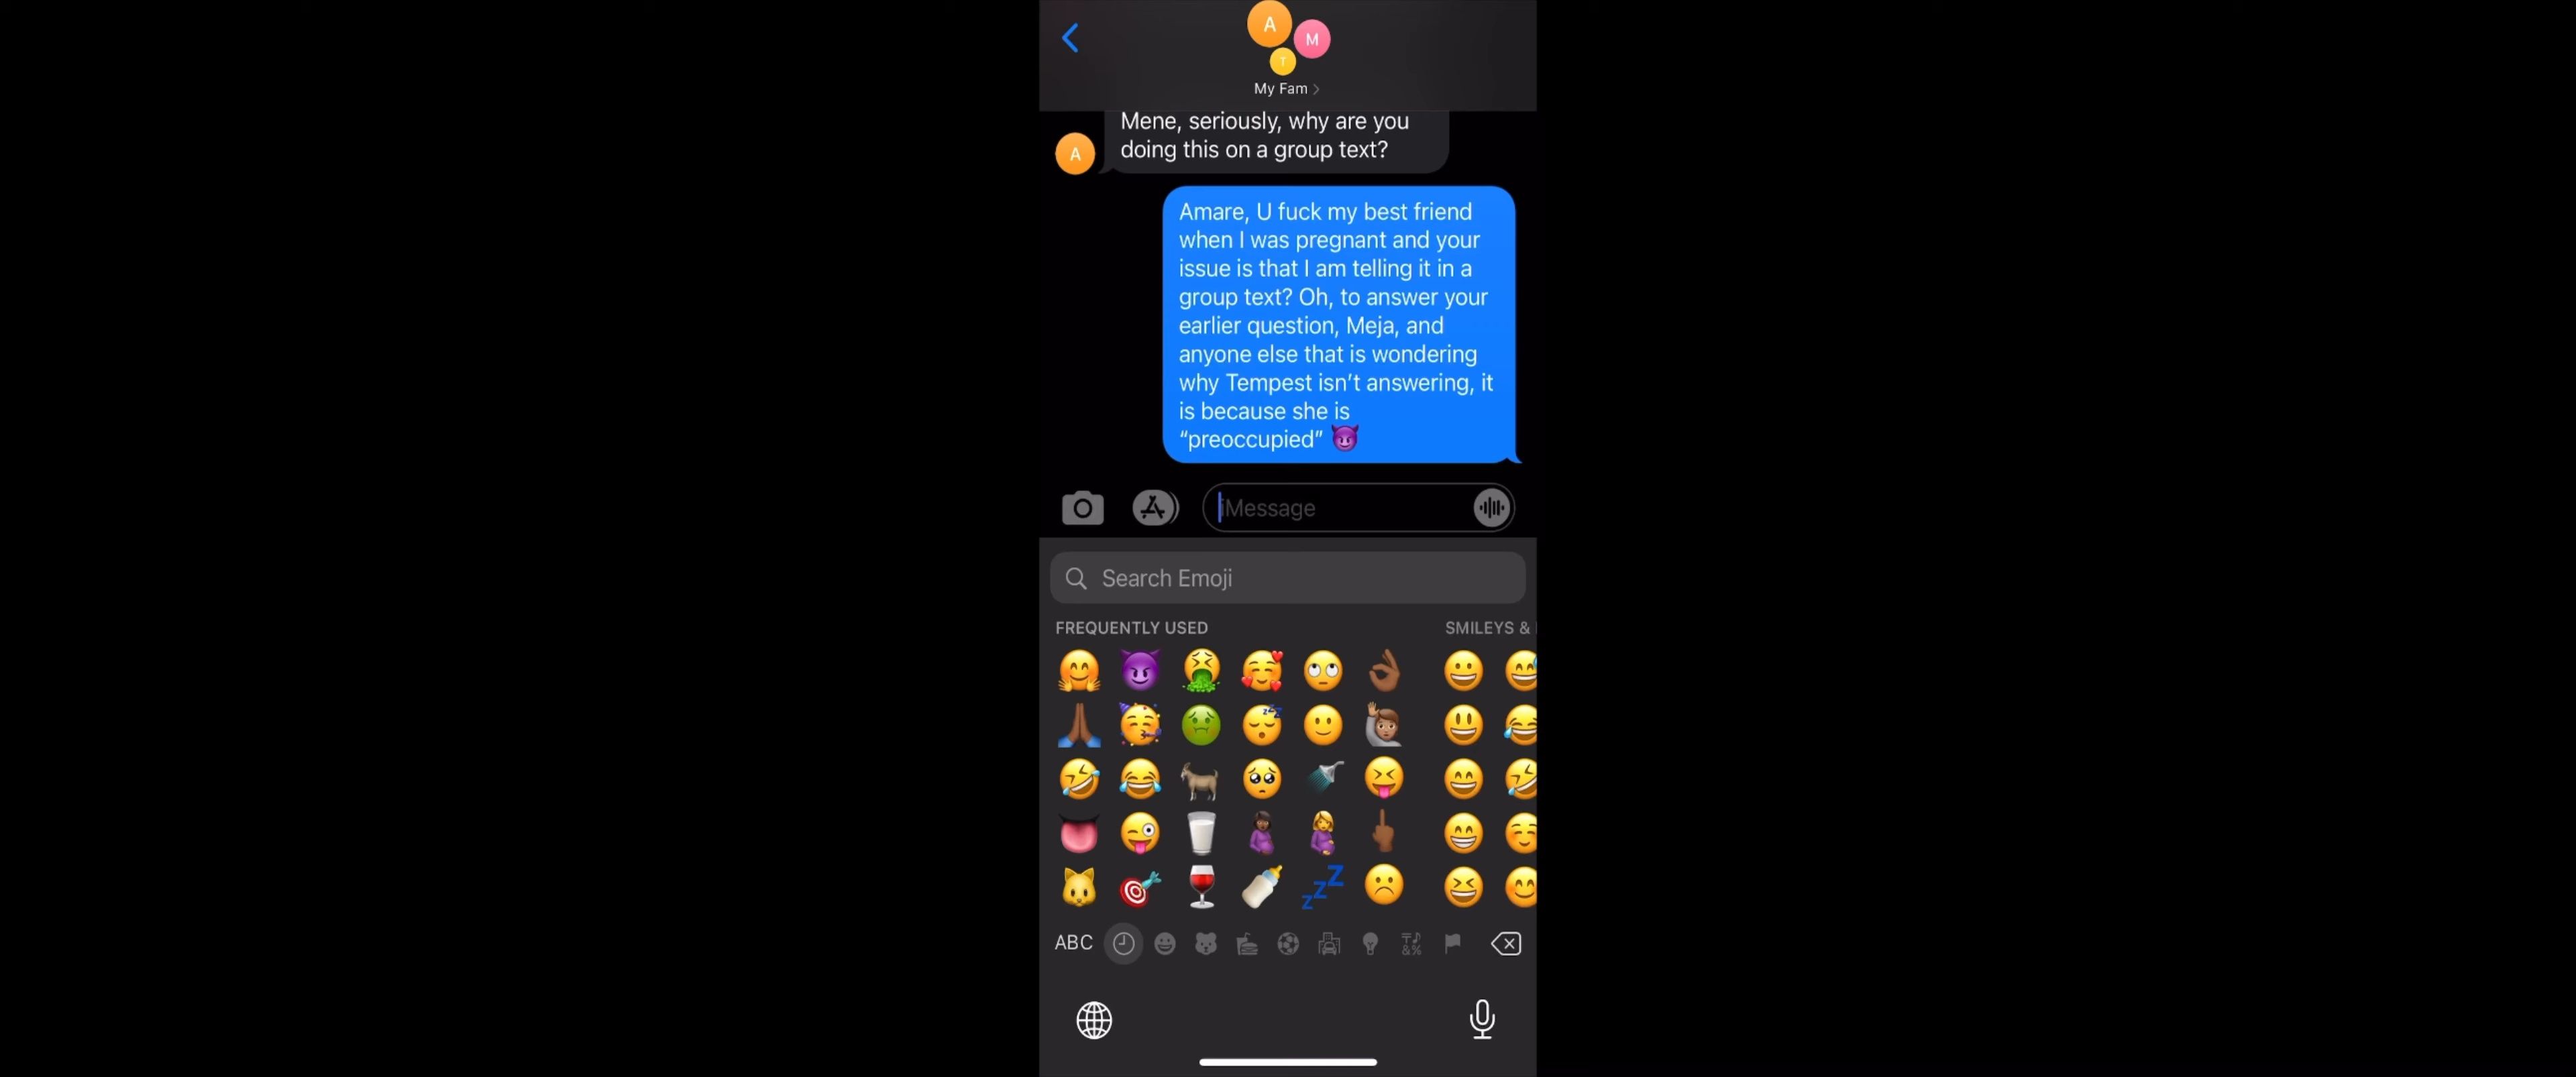 A
M
T
My Fam
Mene, seriously, why are you
doing this on a group text?
A
Amare, U fuck my best friend
when I was pregnant and your
issue is that I am telling it in a
group text? Oh, to answer your
earlier question, Meja, and
anyone else that is wondering
why Tempest isn’t answering, it
is because she is
“preoccupied”
iMessage
Search Emoji
FREQUENTLY USED SMILEYS &
ABC